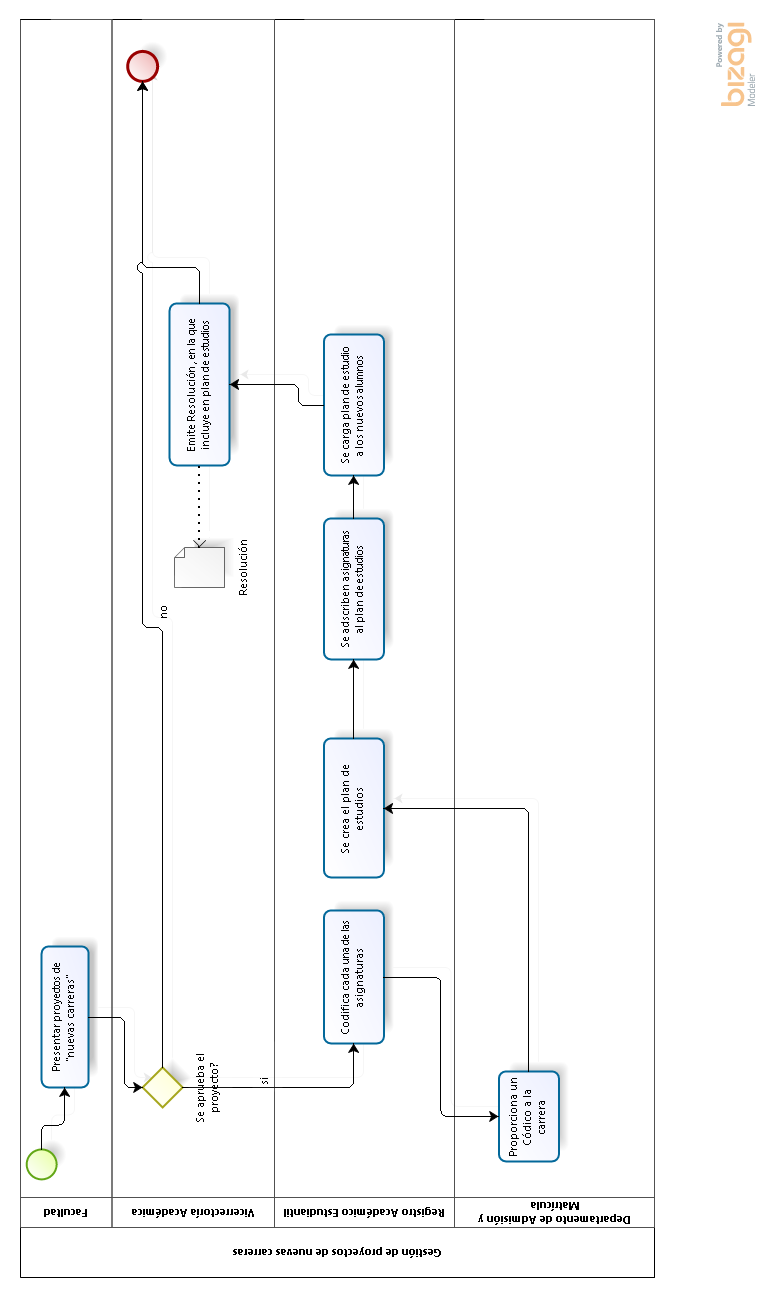 Gestión de proyectos de nuevas carreras
Facultad
Presentar proyectos de
"nuevas carreras"
Vicerrectoría Académica
Se aprueba el
proyecto?
si
no
Resolución
Emite Resolución , en la que
incluye en plan de estudios
Registro Académico Estudiantil
Codifica cada una de las
asignaturas
Se crea el plan de
estudios
Se adscriben asignaturas
al plan de estudios
Se carga plan de estudio
a los nuevos alumnos
Departamento de Admisión y
Matrícula
Proporciona un
Códico a la
carrera
Powered by
bizagi
Modeler